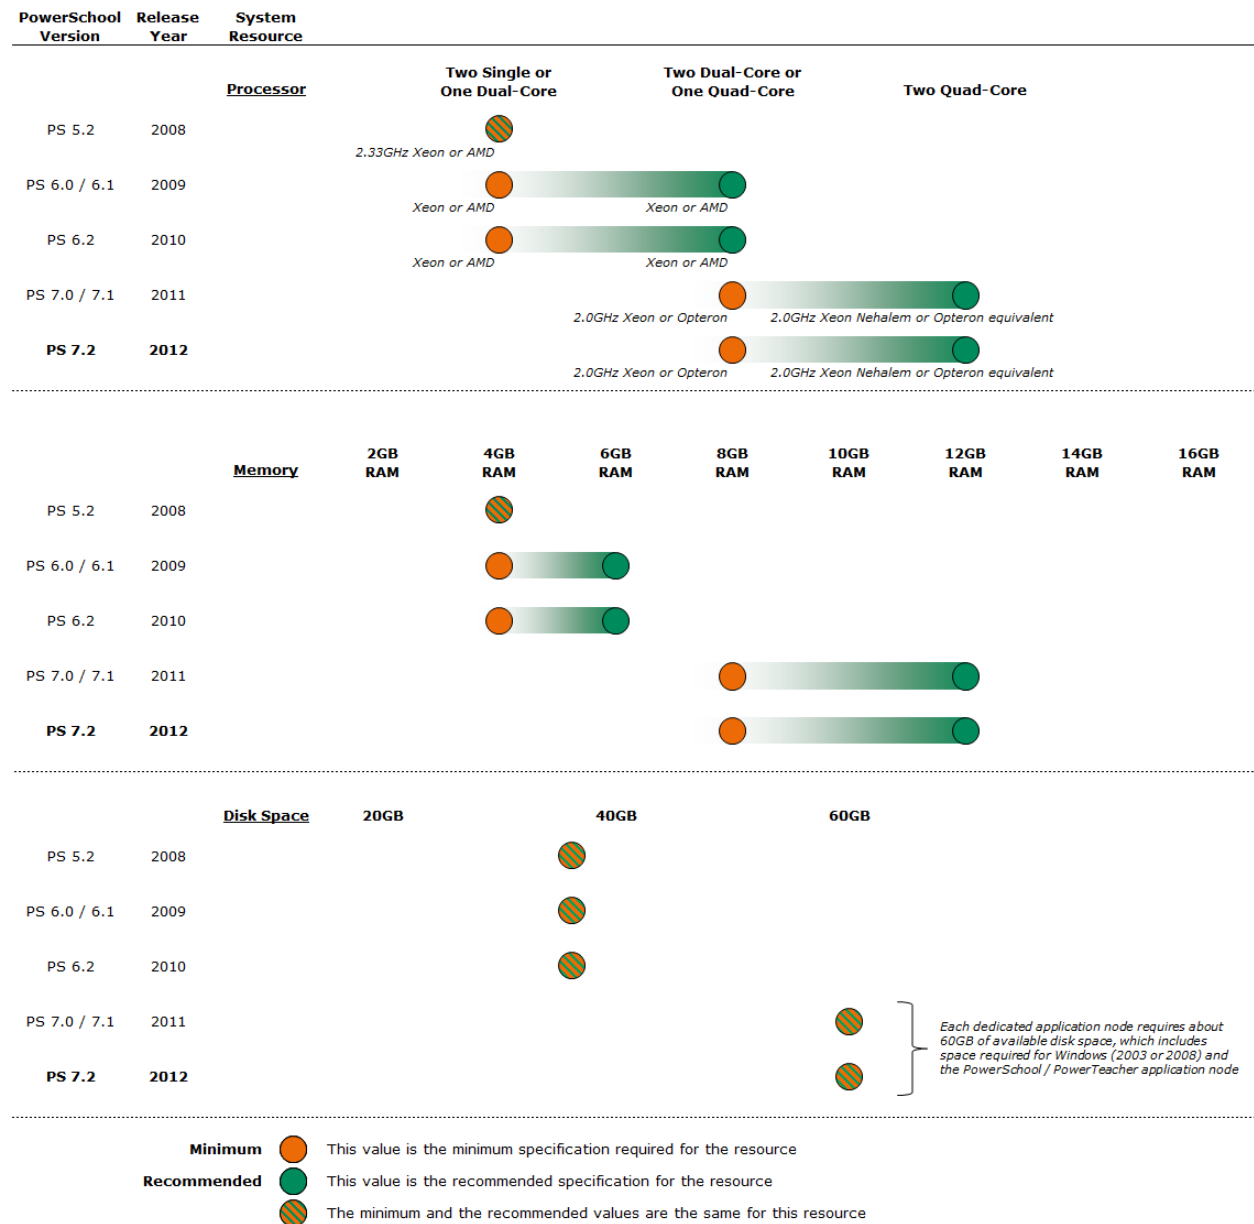 PowerSchool Version Release Year System Resource
Processor Two Single or One Dual-Core Two Dual-Core or One Quad-Core Two Quad-Core
PS 5.2 2008
2.33GHz Xeon or AMD
PS 6.0 / 6.1 2009
Xeon or AMD Xeon or AMD
PS 6.2 2010
Xeon or AMD Xeon or AMD
PS 7.0 / 7.1 2011
2.0GHz Xeon or Opteron 2.0GHz Xeon Nehalem or Opteron equivalent
PS 7.2 2012
2.0GHz Xeon or Opteron 2.0GHz Xeon Nehalem or Opteron equivalent
2GB 4GB 6GB 8GB 10GB 12GB 14GB 16GB
Memory RAM RAM RAM RAM RAM RAM RAM RAM
PS 5.2 2008
PS 6.0 / 6.1 2009
PS 6.2 2010
PS 7.0 / 7.1 2011
PS 7.2 2012
Disk Space 20GB 40GB 60GB
PS 5.2 2008
PS 6.0 / 6.1 2009
PS 6.2 2010
PS 7.0 / 7.1 2011
PS 7.2 2012
Each dedicated application node requires about
60GB of available disk space, which includes
space required for Windows (2003 or 2008) and
the PowerSchool / PowerTeacher application node
Minimum This value is the minimum specification required for the resource
Recommended This value is the recommended specification for the resource
The minimum and the recommended values are the same for this resource